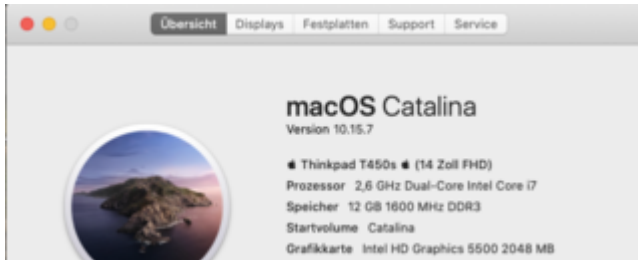 Übersicht Displays Festplatten Support Service
macOS Catalina
Version 10.15.7
 Thinkpad T450s  (14 Zoll FHD)
Prozessor 2,6 GHz Dual-Core Intel Core i7
Speicher 12 GB 1600 MHz DDR3
Startvolume Catalina
Grafikkarte Intel HD Graphics 5500 2048 MB